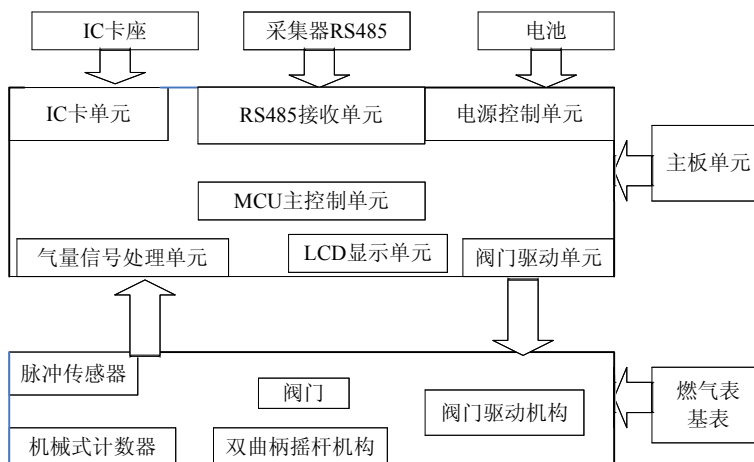 IC卡座
采集器RS485
电池
IC卡单元
RS485接收单元
电源控制单元
主板单元
MCU主控制单元
气量信号处理单元
LCD显示单元
阀门驱动单元
脉冲传感器
阀门
阀门驱动机构
燃气表
基表
机械式计数器
双曲柄摇杆机构